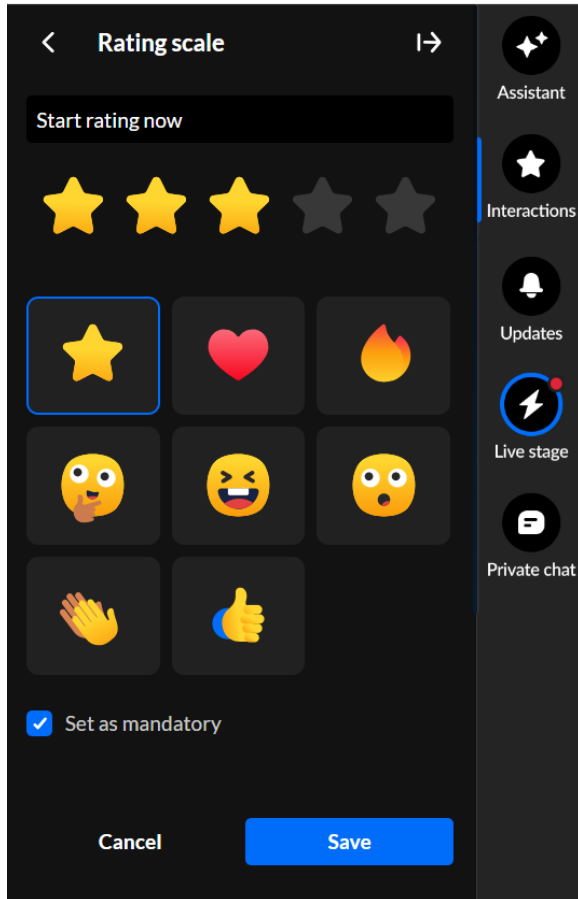 Rating scale
Start rating now
Set as mandatory
Cancel
Save
Assistant
Interactions
Updates
Live stage
Private chat